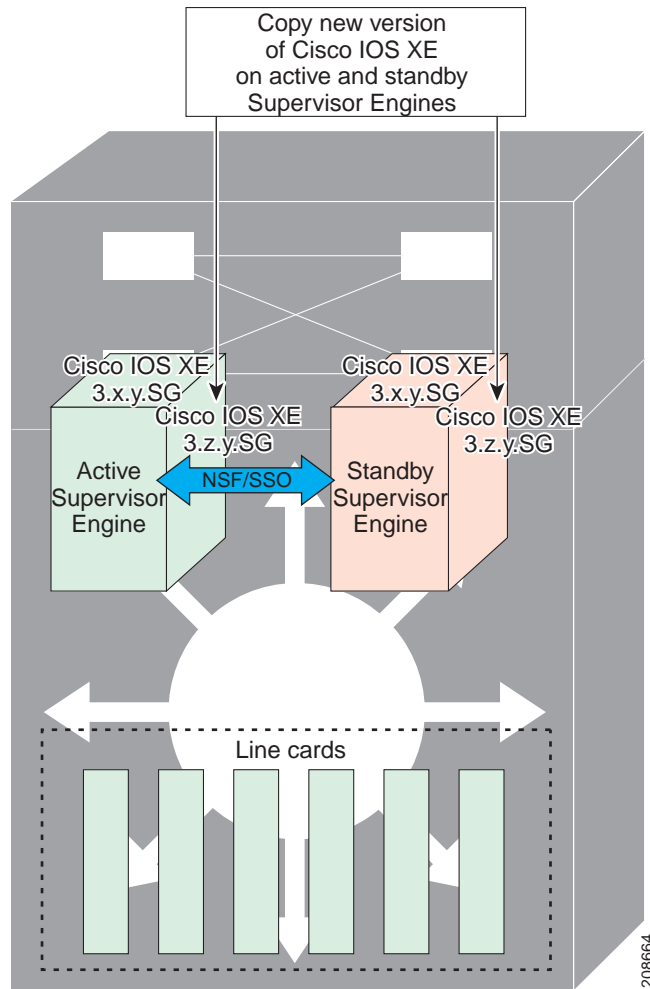 Copy new version
of Cisco IOS XE
on active and standby
Supervisor Engines
Cisco IOS XE
3.x.y.SG
Cisco IOS XE
3.z.y.SG
Cisco IOS XE
3.x.y.SG
Cisco IOS XE
3.z.y.SG
Active
Supervisor
Engine
NSF/SSO
Standby
Supervisor
Engine
Line cards
208664